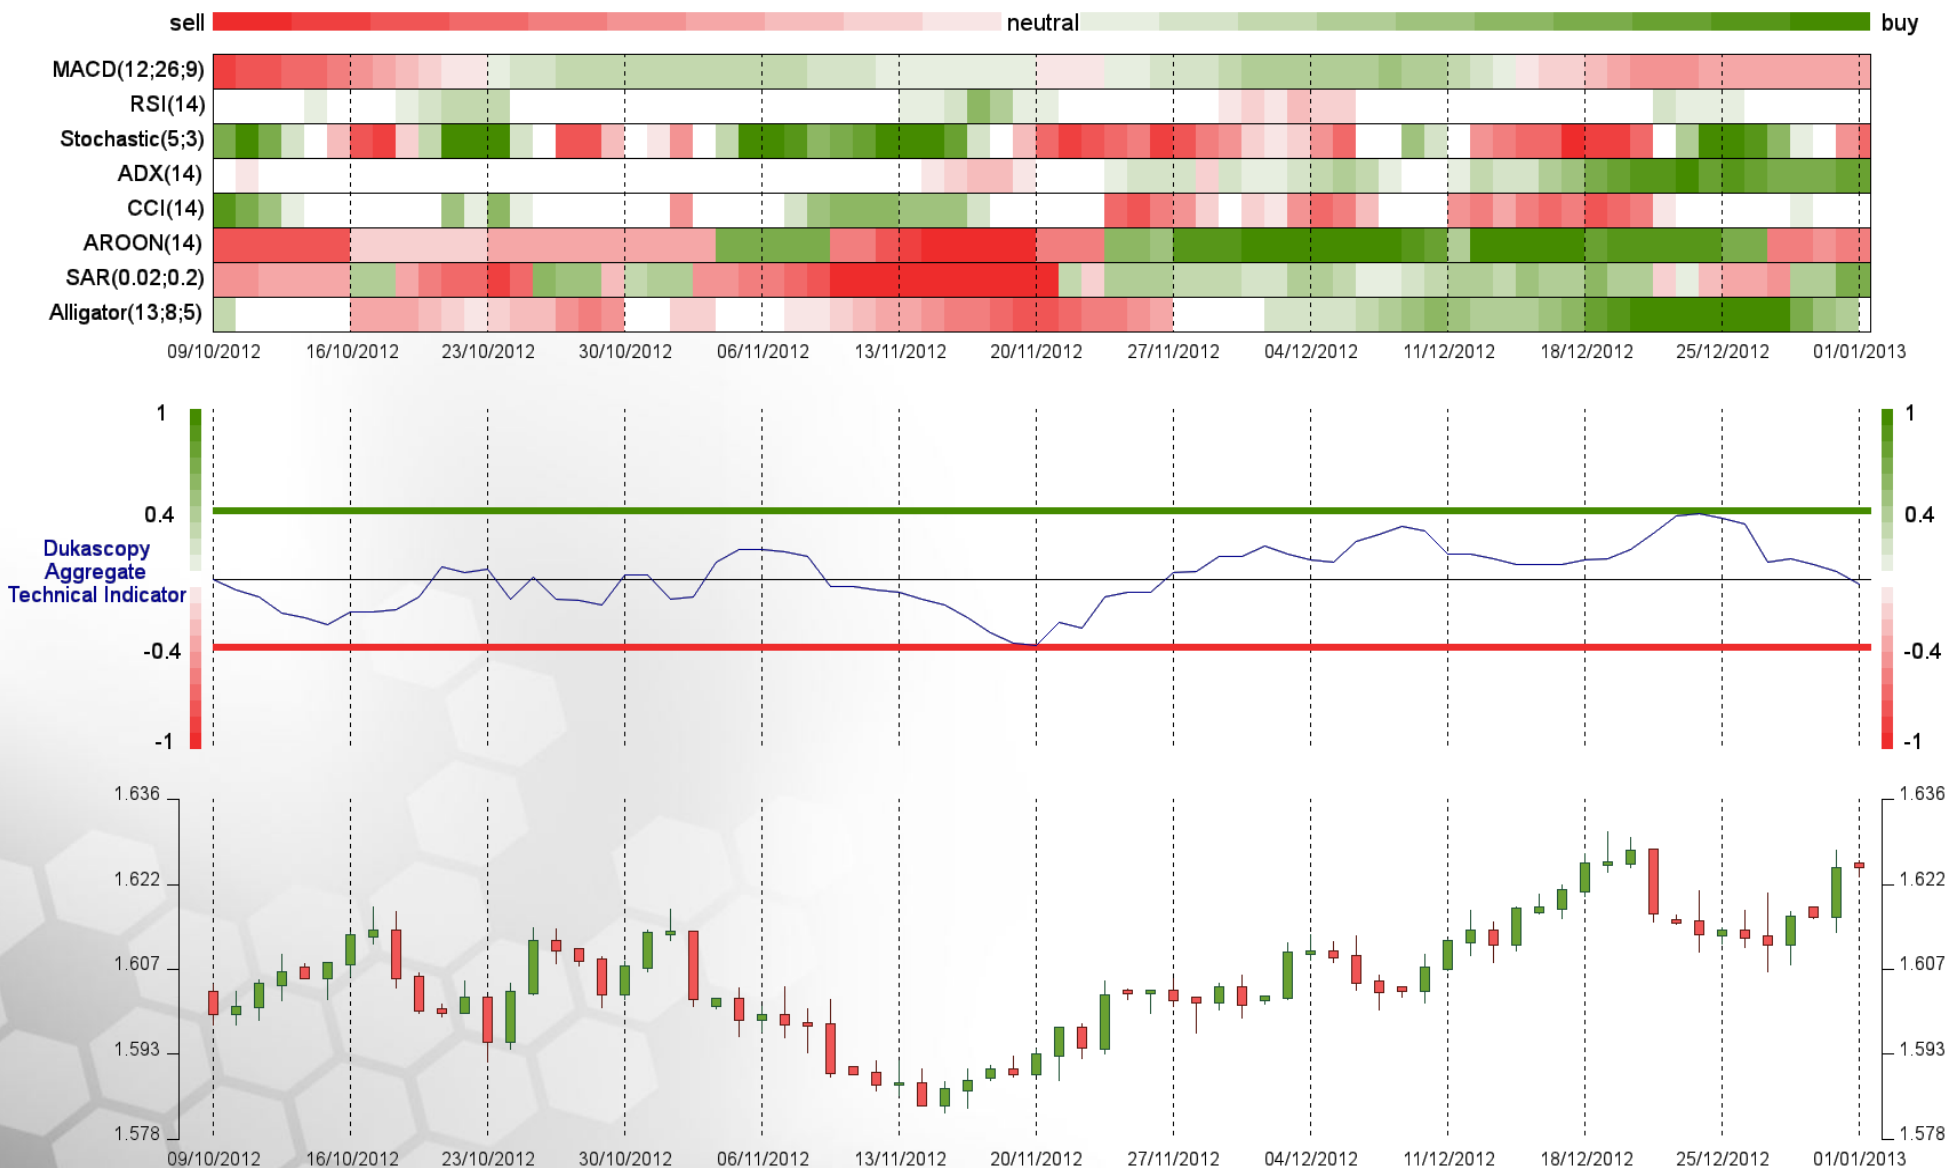 sell neutral buy
MACD(12;26;9)
RSI(14)
Stochastic(5;3)
ADX(14)
CCI(14)
AROON(14)
SAR(0.02;0.2)
Alligator(13;8;5)
09/10/2012 16/10/2012 23/10/2012 30/10/2012 06/11/2012 13/11/2012 20/11/2012 27/11/2012 04/12/2012 11/12/2012 18/12/2012 25/12/2012 01/01/2013
1 1
0.4 0.4
Dukascopy
Aggregate
Technical Indicator
-0.4 -0.4
-1 -1
1.636 1.636
1.622 1.622
1.607 1.607
1.593 1.593
1.578 1.578
09/10/2012 16/10/2012 23/10/2012 30/10/2012 06/11/2012 13/11/2012 20/11/2012 27/11/2012 04/12/2012 11/12/2012 18/12/2012 25/12/2012 01/01/2013